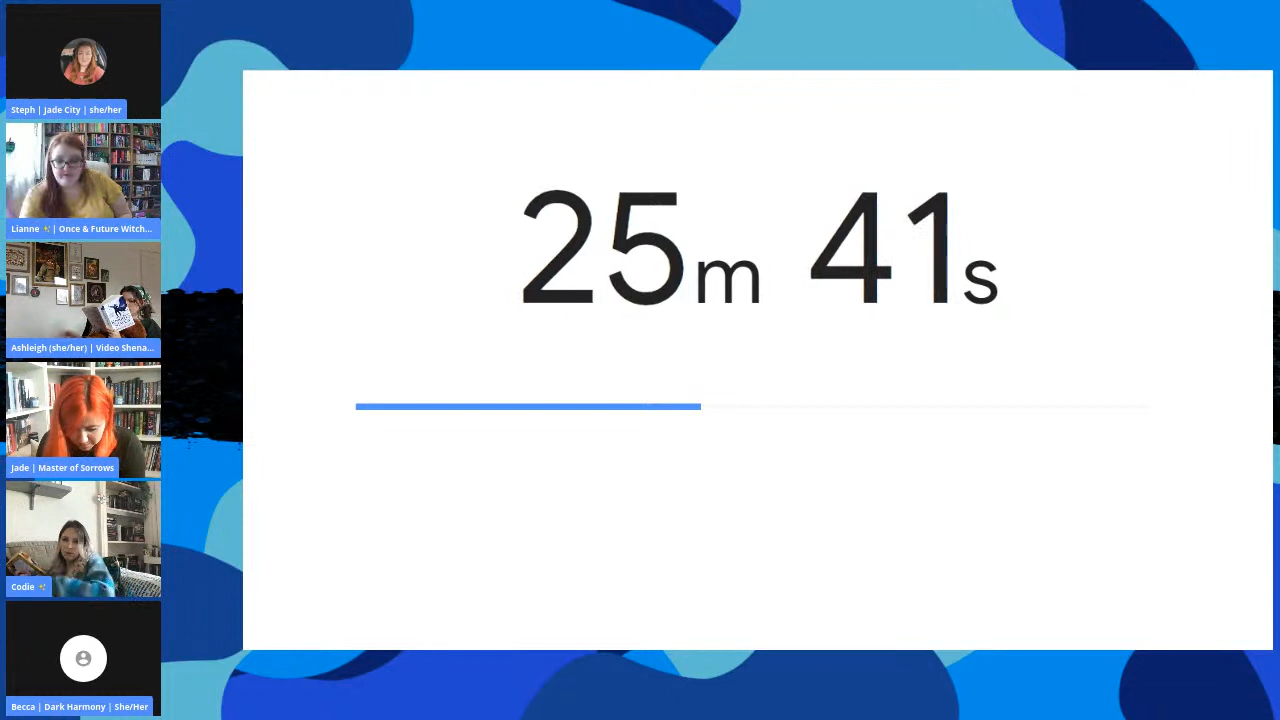 Steph | Jade City | she/her
Lianne ✨ | Once & Future Witch...
Ashleigh (she/her) | Video Shena...
Jade | Master of Sorrows
Codie ✨
Becca | Dark Harmony | She/Her
25m 41s